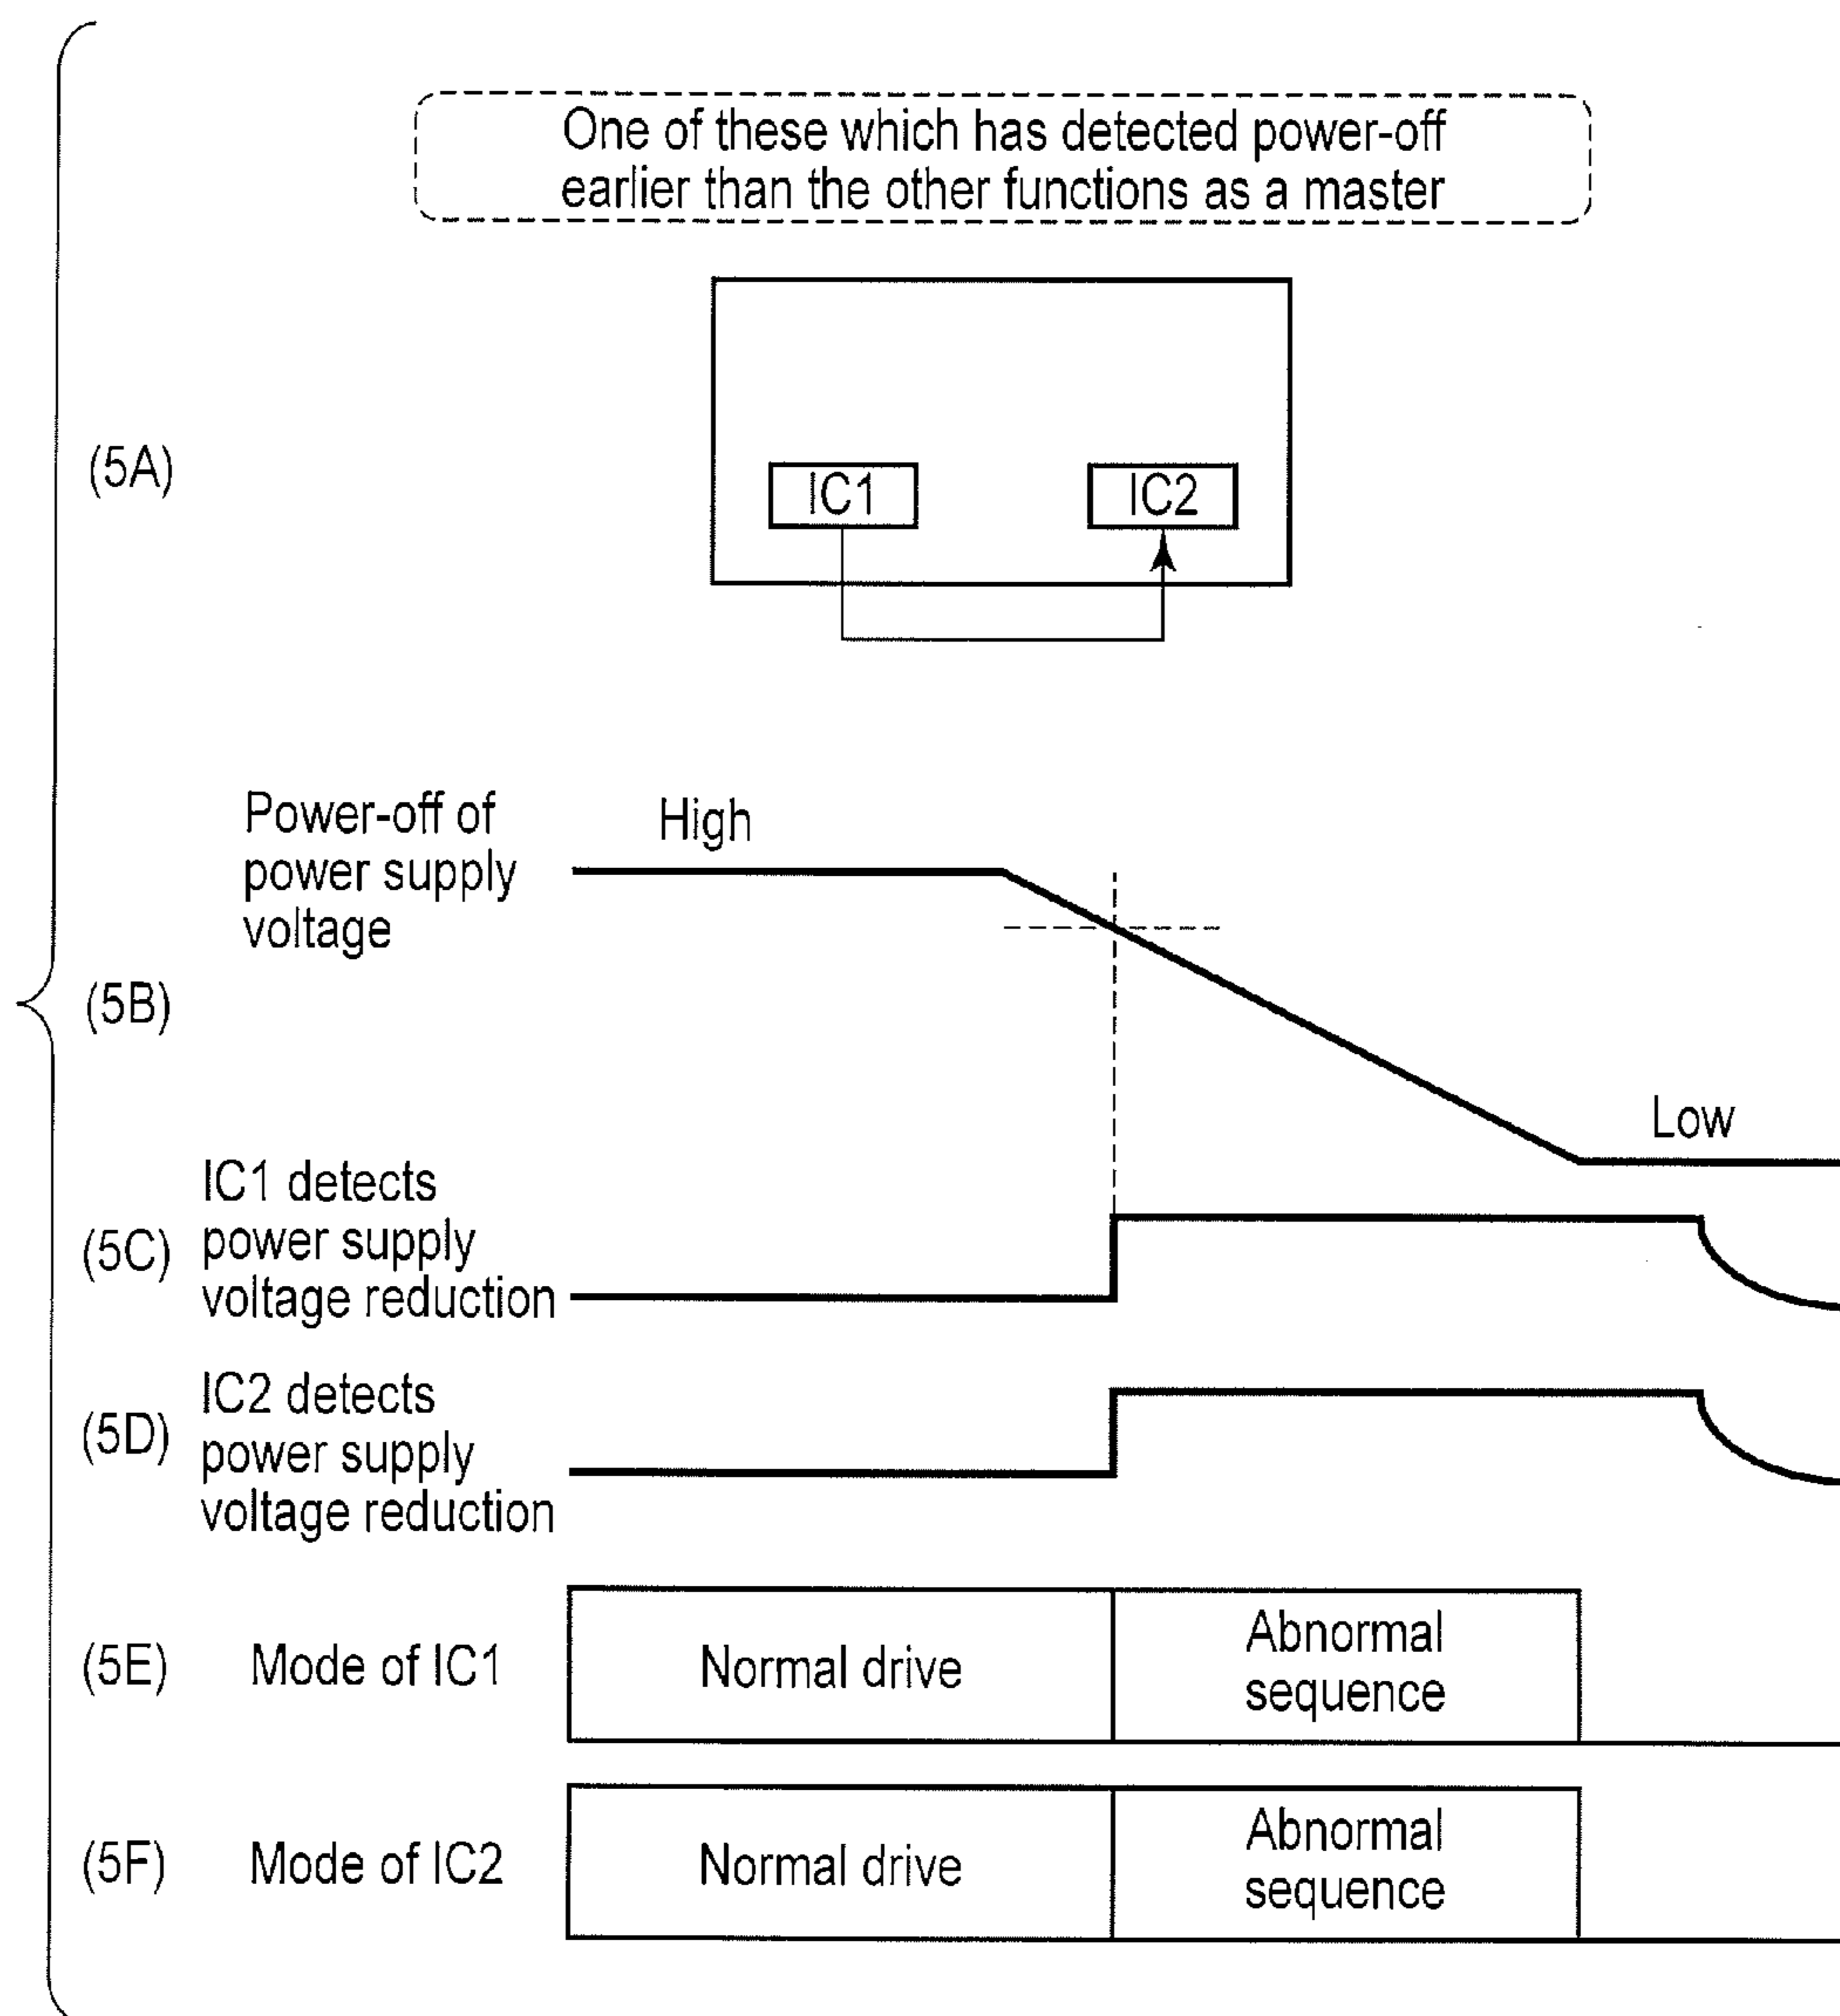 One of these which has detected power-off
earlier than the other functions as a master
(5A)
IC1
IC2
Power-off of
power supply
voltage
High
(5B)
Low
IC1 detects
(5C) power supply
voltage reduction
IC2 detects
(5D) power supply
voltage reduction
(5E) Mode of IC1
Normal drive
Abnormal
sequence
(5F) Mode of IC2
Normal drive
Abnormal
sequence